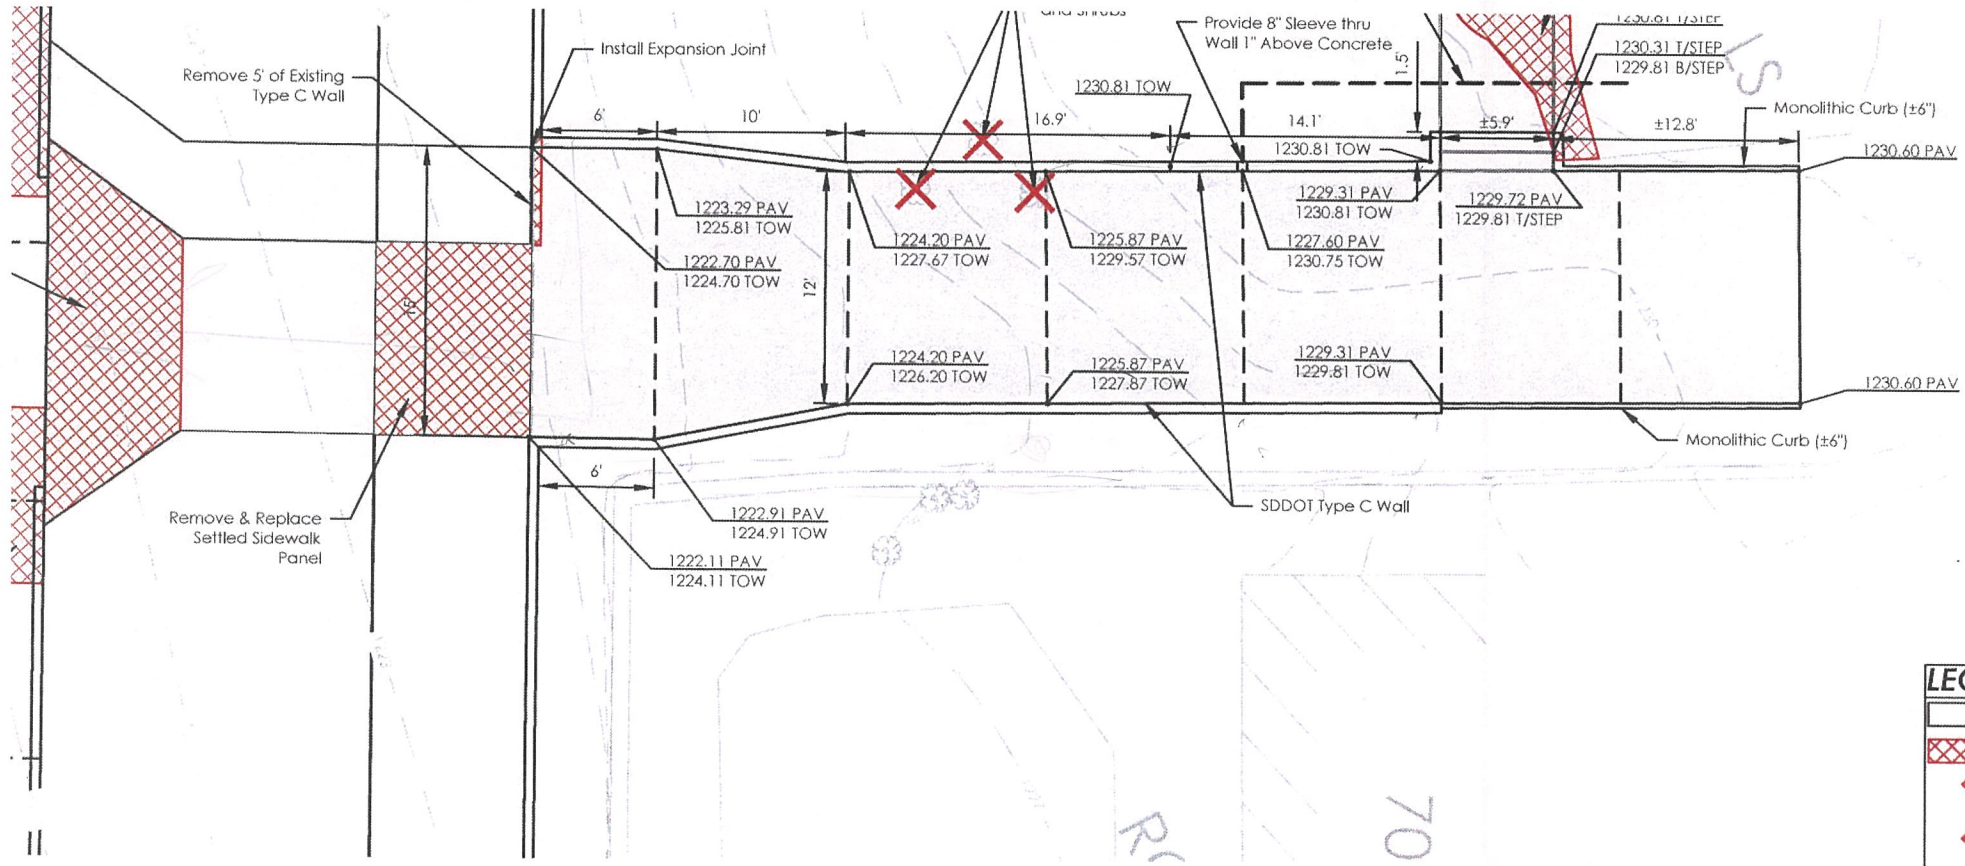 and Shrubs
Provide 8" Sleeve thru
Wall 1" Above Concrete
1230.81 T/STEP
1230.31 T/STEP
1229.81 B/STEP
LS
Install Expansion Joint
Remove 5' of Existing
Type C Wall
1.5'
1230.81 TOW
Monolithic Curb (±6")
6'
10'
16.9'
14.1'
±5.9'
±12.8'
1230.81 TOW
1230.60 PAV
1223.29 PAV
1225.81 TOW
1229.31 PAV
1230.81 TOW
1229.72 PAV
1229.81 T/STEP
1224.20 PAV
1227.67 TOW
1225.87 PAV
1229.57 TOW
1227.60 PAV
1230.75 TOW
1222.70 PAV
1224.70 TOW
15'
12'
1224.20 PAV
1226.20 TOW
1225.87 PAV
1227.87 TOW
1229.31 PAV
1229.81 TOW
1230.60 PAV
Monolithic Curb (±6")
6'
SDDOT Type C Wall
Remove & Replace
Settled Sidewalk
Panel
1222.91 PAV
1224.91 TOW
1222.11 PAV
1224.11 TOW
70